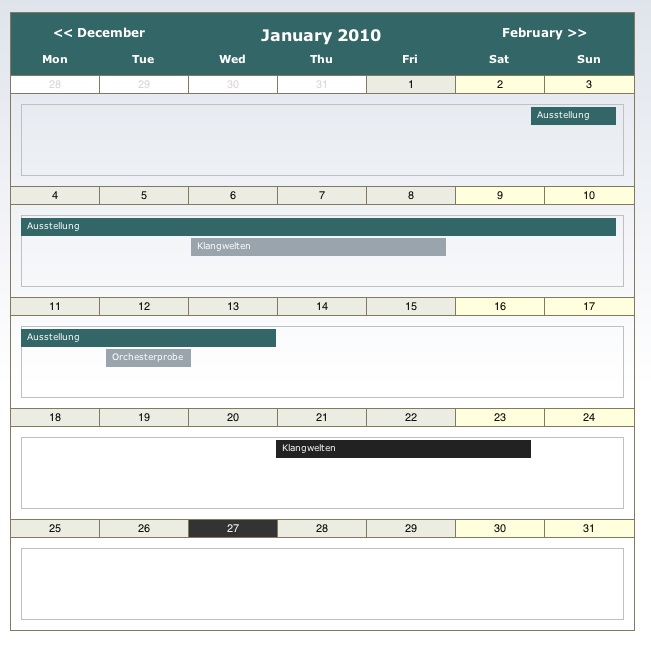 << December January 2010 February >>
Mon Tue Wed Thu Fri Sat Sun
28 29 30 31 1 2 3
Ausstellung
4 5 6 7 8 9 10
Ausstellung
Klangwelten
11 12 13 14 15 16 17
Ausstellung
Orchesterprobe
18 19 20 21 22 23 24
Klangwelten
25 26 27 28 29 30 31